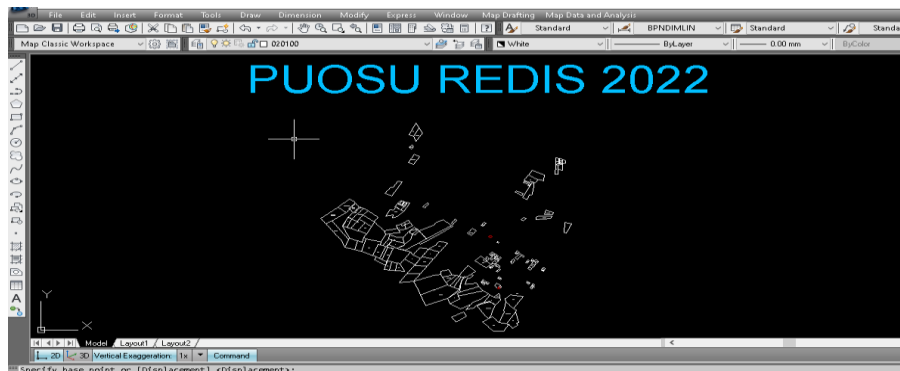 File Edit Insert Format Tools Draw Dimension Modify Express Window Map Drafting Map Data and Analysis
Standard BPNDIMLIN Standard Standa
Map Classic Workspace 020100 White ByLayer 0.00 mm ByColor
PUOSU REDIS 2022
A
Y
X
Model Layout1 Layout2
2D 3D Vertical Exaggeration: 1x Command
Specify base point or [Displacement] <Displacement>: